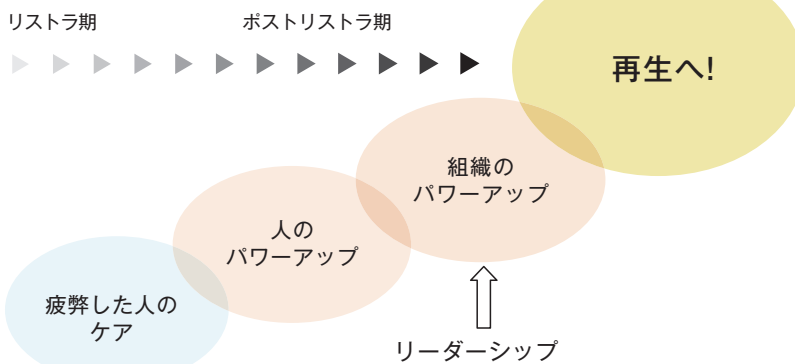 リストラ期
ポストリストラ期
再生へ!
組織の
パワーアップ
人の
パワーアップ
疲弊した人の
ケア
リーダーシップ